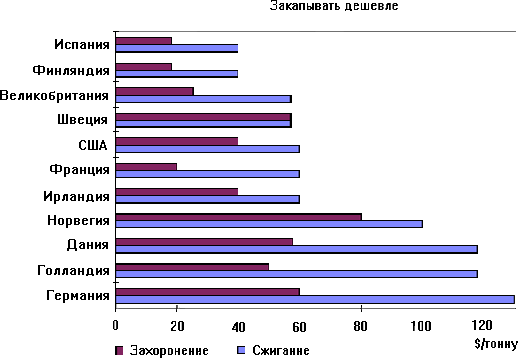 Закапывать дешевле
Испания
Финляндия
Великобритания
Швеция
США
Франция
Ирландия
Норвегия
Дания
Голландия
Германия
0 20 40 60 80 100 120
$/тонну
Захоронение Сжигание